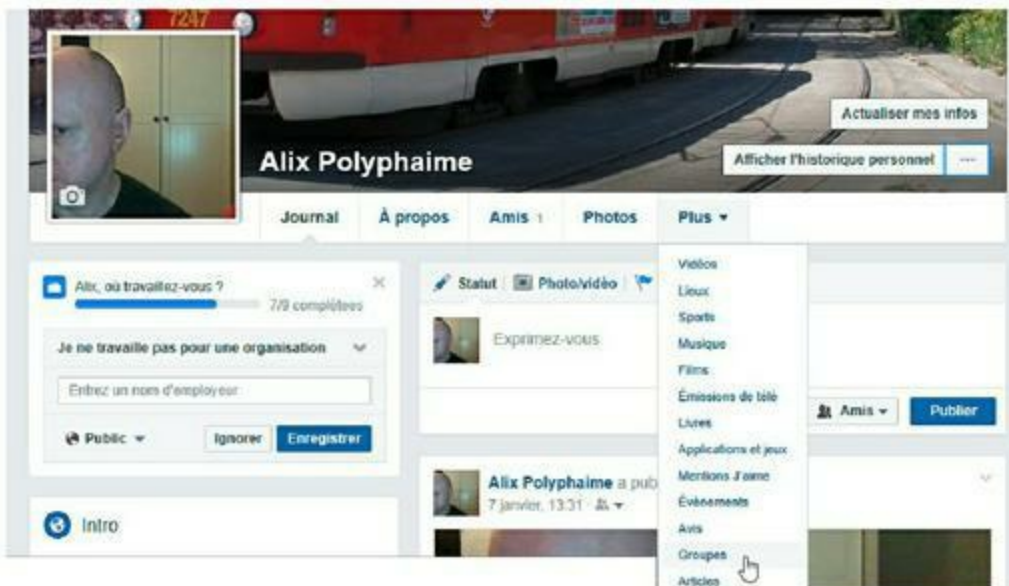 7247
Actualiser mes infos
Alix Polyphaime
Afficher l'historique personnel ...
Journal À propos Amis 1 Photos Plus
Alix, où travaillez-vous ?
7/9 complétées
Je ne travaille pas pour une organisation
Entrez un nom d'employeur
Public Ignorer Enregistrer
Intro
Statut Photo/vidéo
Exprimez-vous
Amis Publier
Alix Polyphaime a pub
7 janvier, 13:31
Vidéos
Lieux
Sports
Musique
Films
Émissions de télé
Livres
Applications et jeux
Mentions J'aime
Évènements
Avis
Groupes
Articles